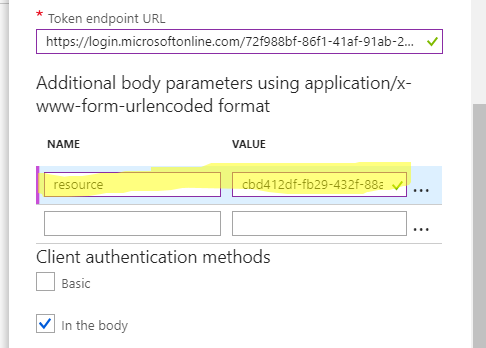 * Token endpoint URL
https://login.microsoftonline.com/72f988bf-86f1-41af-91ab-2...
Additional body parameters using application/x-
www-form-urlencoded format
NAME VALUE
resource cbd412df-fb29-432f-88a ...
...
Client authentication methods
Basic
In the body